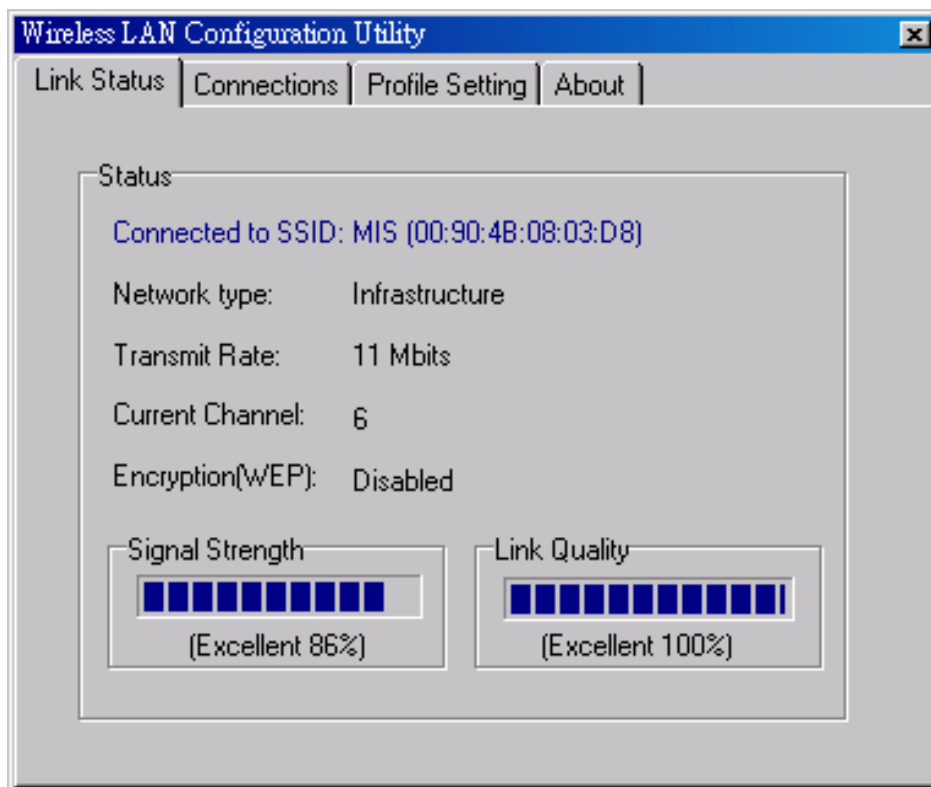 Wireless LAN Configuration Utility
Link Status Connections Profile Setting About
Status
Connected to SSID: MIS (00:90:4B:08:03:D8)
Network type: Infrastructure
Transmit Rate: 11 Mbits
Current Channel: 6
Encryption(WEP): Disabled
Signal Strength Link Quality
(Excellent 86%) (Excellent 100%)